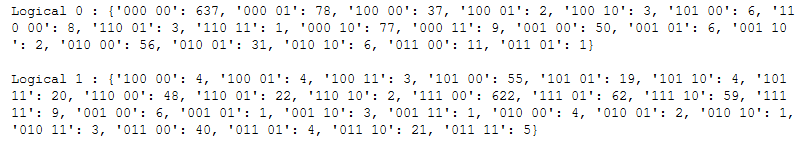 Logical 0 : {'000 00': 637, '000 01': 78, '100 00': 37, '100 01': 2, '100 10': 3, '101 00': 6, '11
0 00': 8, '110 01': 3, '110 11': 1, '000 10': 77, '000 11': 9, '001 00': 50, '001 01': 6, '001 10
': 2, '010 00': 56, '010 01': 31, '010 10': 6, '011 00': 11, '011 01': 1}
Logical 1 : {'100 00': 4, '100 01': 4, '100 11': 3, '101 00': 55, '101 01': 19, '101 10': 4, '101
11': 20, '110 00': 48, '110 01': 22, '110 10': 2, '111 00': 622, '111 01': 62, '111 10': 59, '111
11': 9, '001 00': 6, '001 01': 1, '001 10': 3, '001 11': 1, '010 00': 4, '010 01': 2, '010 10': 1,
'010 11': 3, '011 00': 40, '011 01': 4, '011 10': 21, '011 11': 5}